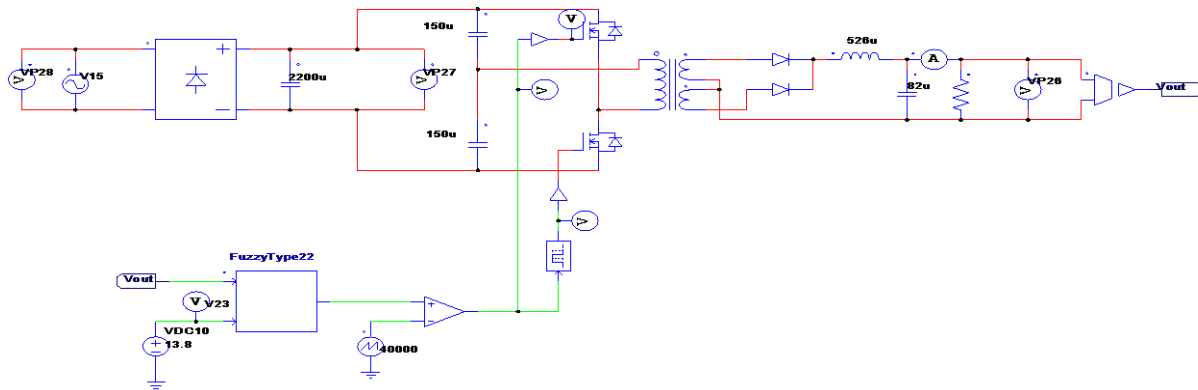 150u
V
526u
VP28
V15
2200u
VP27
V
A
82u
VP26
V
V
V
Vout
150u
V
FuzzyType22
Vout
V
V23
VDC10
13.8
40000